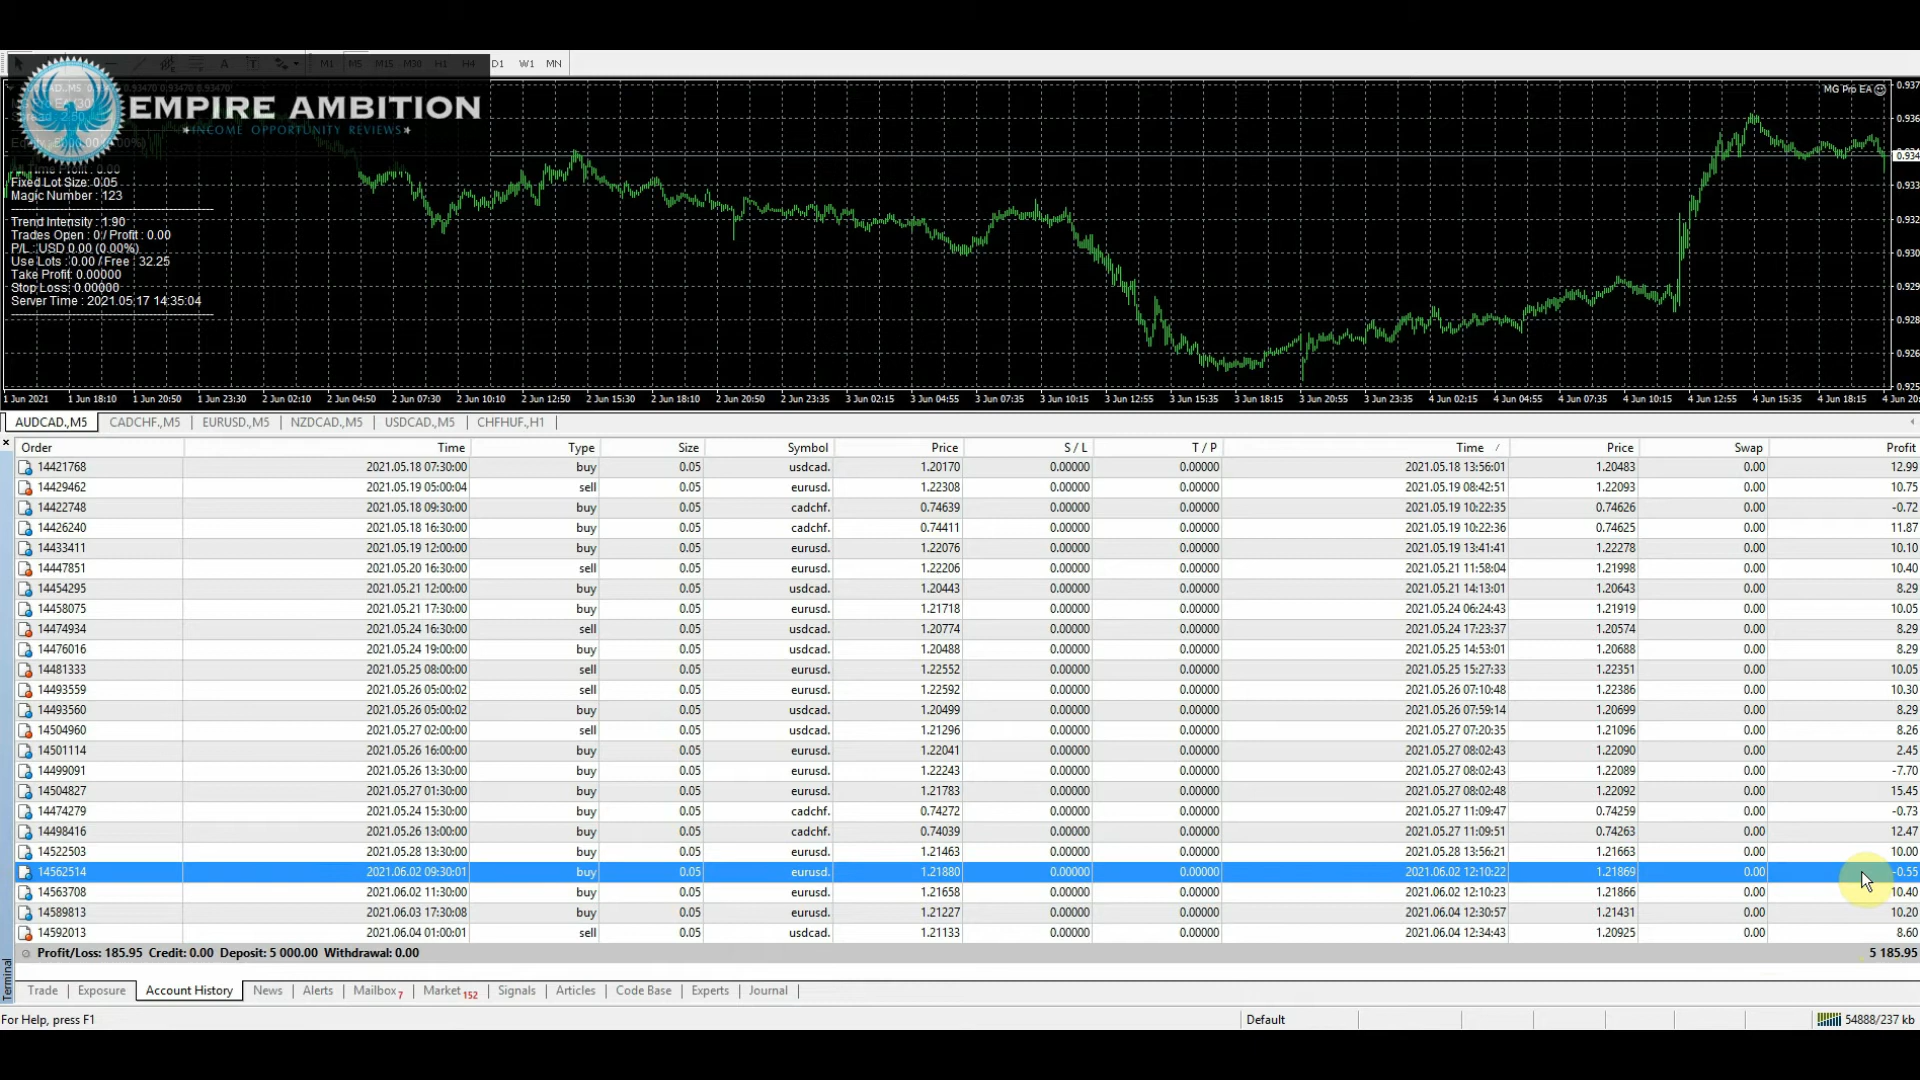 M1 M5 M15 M30 H1 H4 D1 W1 MN
EMPIRE AMBITION
★INCOME OPPORTUNITY REVIEWS★
MG Pro EA
Fixed Lot Size: 0.05
Magic Number : 123
Trend Intensity : 1.90
Trades Open : 0 / Profit : 0.00
P/L : USD 0.00 (0.00%)
Use Lots : 0.00 / Free : 32.25
Take Profit: 0.00000
Stop Loss: 0.00000
Server Time : 2021.05.17 14:35:04
0.937
0.936
0.934
0.933
0.932
0.930
0.929
0.928
0.926
0.925
1 Jun 2021 1 Jun 18:10 1 Jun 20:50 1 Jun 23:30 2 Jun 02:10 2 Jun 04:50 2 Jun 07:30 2 Jun 10:10 2 Jun 12:50 2 Jun 15:30 2 Jun 18:10 2 Jun 20:50 2 Jun 23:30 3 Jun 02:15 3 Jun 04:55 3 Jun 07:35 3 Jun 10:15 3 Jun 12:55 3 Jun 15:35 3 Jun 18:15 3 Jun 20:55 3 Jun 23:35 4 Jun 02:15 4 Jun 04:55 4 Jun 07:35 4 Jun 10:15 4 Jun 12:55 4 Jun 15:35 4 Jun 18:15 4 Jun 20:
AUDCAD.,M5 CADCHF.,M5 EURUSD.,M5 NZDCAD.,M5 USDCAD.,M5 CHFHUF.,H1
Order Time Type Size Symbol Price S / L T / P Time / Price Swap Profit
14421768 2021.05.18 07:30:00 buy 0.05 usdcad. 1.20170 0.00000 0.00000 2021.05.18 13:56:01 1.20483 0.00 12.99
14429462 2021.05.19 05:00:04 sell 0.05 eurusd. 1.22308 0.00000 0.00000 2021.05.19 08:42:51 1.22093 0.00 10.75
14422748 2021.05.18 09:30:00 buy 0.05 cadchf. 0.74639 0.00000 0.00000 2021.05.19 10:22:35 0.74626 0.00 -0.72
14426240 2021.05.18 16:30:00 buy 0.05 cadchf. 0.74411 0.00000 0.00000 2021.05.19 10:22:36 0.74625 0.00 11.87
14433411 2021.05.19 12:00:00 buy 0.05 eurusd. 1.22076 0.00000 0.00000 2021.05.19 13:41:41 1.22278 0.00 10.10
14447851 2021.05.20 16:30:00 sell 0.05 eurusd. 1.22206 0.00000 0.00000 2021.05.21 11:58:04 1.21998 0.00 10.40
14454295 2021.05.21 12:00:00 buy 0.05 usdcad. 1.20443 0.00000 0.00000 2021.05.21 14:13:01 1.20643 0.00 8.29
14458075 2021.05.21 17:30:00 buy 0.05 eurusd. 1.21718 0.00000 0.00000 2021.05.24 06:24:43 1.21919 0.00 10.05
14474934 2021.05.24 16:30:00 sell 0.05 usdcad. 1.20774 0.00000 0.00000 2021.05.24 17:23:37 1.20574 0.00 8.29
14476016 2021.05.24 19:00:00 buy 0.05 usdcad. 1.20488 0.00000 0.00000 2021.05.25 14:53:01 1.20688 0.00 8.29
14481333 2021.05.25 08:00:00 sell 0.05 eurusd. 1.22552 0.00000 0.00000 2021.05.25 15:27:33 1.22351 0.00 10.05
14493559 2021.05.26 05:00:02 sell 0.05 eurusd. 1.22592 0.00000 0.00000 2021.05.26 07:10:48 1.22386 0.00 10.30
14493560 2021.05.26 05:00:02 buy 0.05 usdcad. 1.20499 0.00000 0.00000 2021.05.26 07:59:14 1.20699 0.00 8.29
14504960 2021.05.27 02:00:00 sell 0.05 usdcad. 1.21296 0.00000 0.00000 2021.05.27 07:20:35 1.21096 0.00 8.26
14501114 2021.05.26 16:00:00 buy 0.05 eurusd. 1.22041 0.00000 0.00000 2021.05.27 08:02:43 1.22090 0.00 2.45
14499091 2021.05.26 13:30:00 buy 0.05 eurusd. 1.22243 0.00000 0.00000 2021.05.27 08:02:43 1.22089 0.00 -7.70
14504827 2021.05.27 01:30:00 buy 0.05 eurusd. 1.21783 0.00000 0.00000 2021.05.27 08:02:48 1.22092 0.00 15.45
14474279 2021.05.24 15:30:00 buy 0.05 cadchf. 0.74272 0.00000 0.00000 2021.05.27 11:09:47 0.74259 0.00 -0.73
14498416 2021.05.26 13:00:00 buy 0.05 cadchf. 0.74039 0.00000 0.00000 2021.05.27 11:09:51 0.74263 0.00 12.47
14522503 2021.05.28 13:30:00 buy 0.05 eurusd. 1.21463 0.00000 0.00000 2021.05.28 13:56:21 1.21663 0.00 10.00
14562514 2021.06.02 09:30:01 buy 0.05 eurusd. 1.21880 0.00000 0.00000 2021.06.02 12:10:22 1.21869 0.00 -0.55
14563708 2021.06.02 11:30:00 buy 0.05 eurusd. 1.21658 0.00000 0.00000 2021.06.02 12:10:23 1.21866 0.00 10.40
14589813 2021.06.03 17:30:08 buy 0.05 eurusd. 1.21227 0.00000 0.00000 2021.06.04 12:30:57 1.21431 0.00 10.20
14592013 2021.06.04 01:00:01 sell 0.05 usdcad. 1.21133 0.00000 0.00000 2021.06.04 12:34:43 1.20925 0.00 8.60
Profit/Loss: 185.95 Credit: 0.00 Deposit: 5 000.00 Withdrawal: 0.00 5 185.95
Terminal
Trade Exposure Account History News Alerts Mailbox 7 Market 152 Signals Articles Code Base Experts Journal
For Help, press F1 Default 54888/237 kb